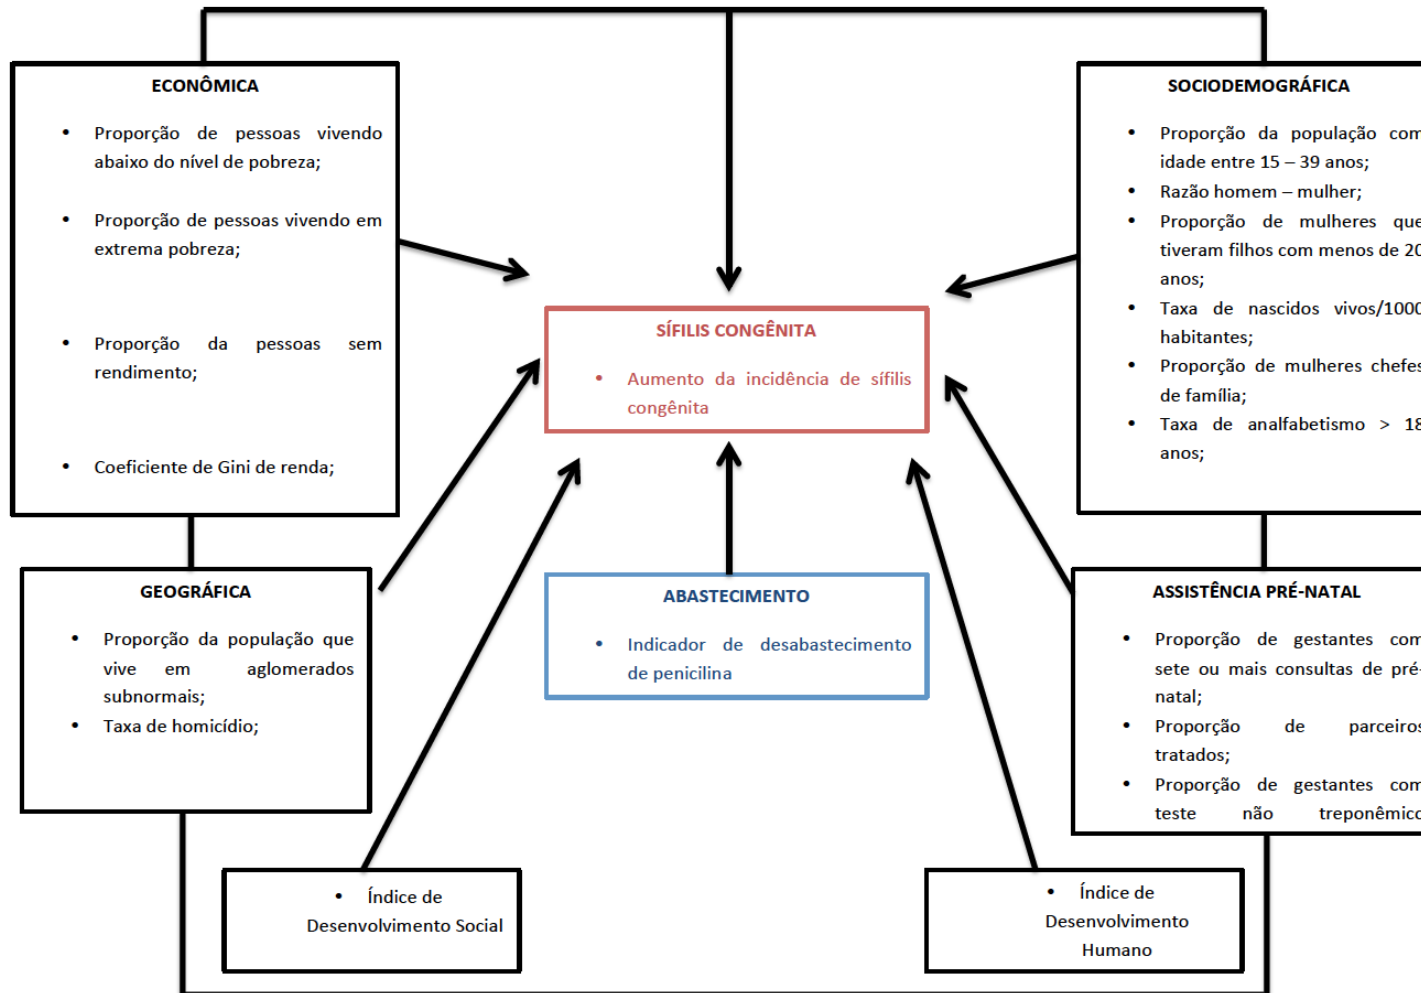 ECONÔMICA
• Proporção de pessoas vivendo
abaixo do nível de pobreza;
• Proporção de pessoas vivendo em
extrema pobreza;
• Proporção da pessoas sem
rendimento;
• Coeficiente de Gini de renda;
SOCIODEMOGRÁFICA
• Proporção da população com
idade entre 15 – 39 anos;
• Razão homem – mulher;
• Proporção de mulheres que
tiveram filhos com menos de 20
anos;
• Taxa de nascidos vivos/1000
habitantes;
• Proporção de mulheres chefes
de família;
• Taxa de analfabetismo > 18
anos;
SÍFILIS CONGÊNITA
• Aumento da incidência de sífilis
congênita
GEOGRÁFICA
• Proporção da população que
vive em aglomerados
subnormais;
• Taxa de homicídio;
ABASTECIMENTO
• Indicador de desabastecimento
de penicilina
ASSISTÊNCIA PRÉ-NATAL
• Proporção de gestantes com
sete ou mais consultas de pré-
natal;
• Proporção de parceiros
tratados;
• Proporção de gestantes com
teste não treponêmico
• Índice de
Desenvolvimento Social
• Índice de
Desenvolvimento
Humano